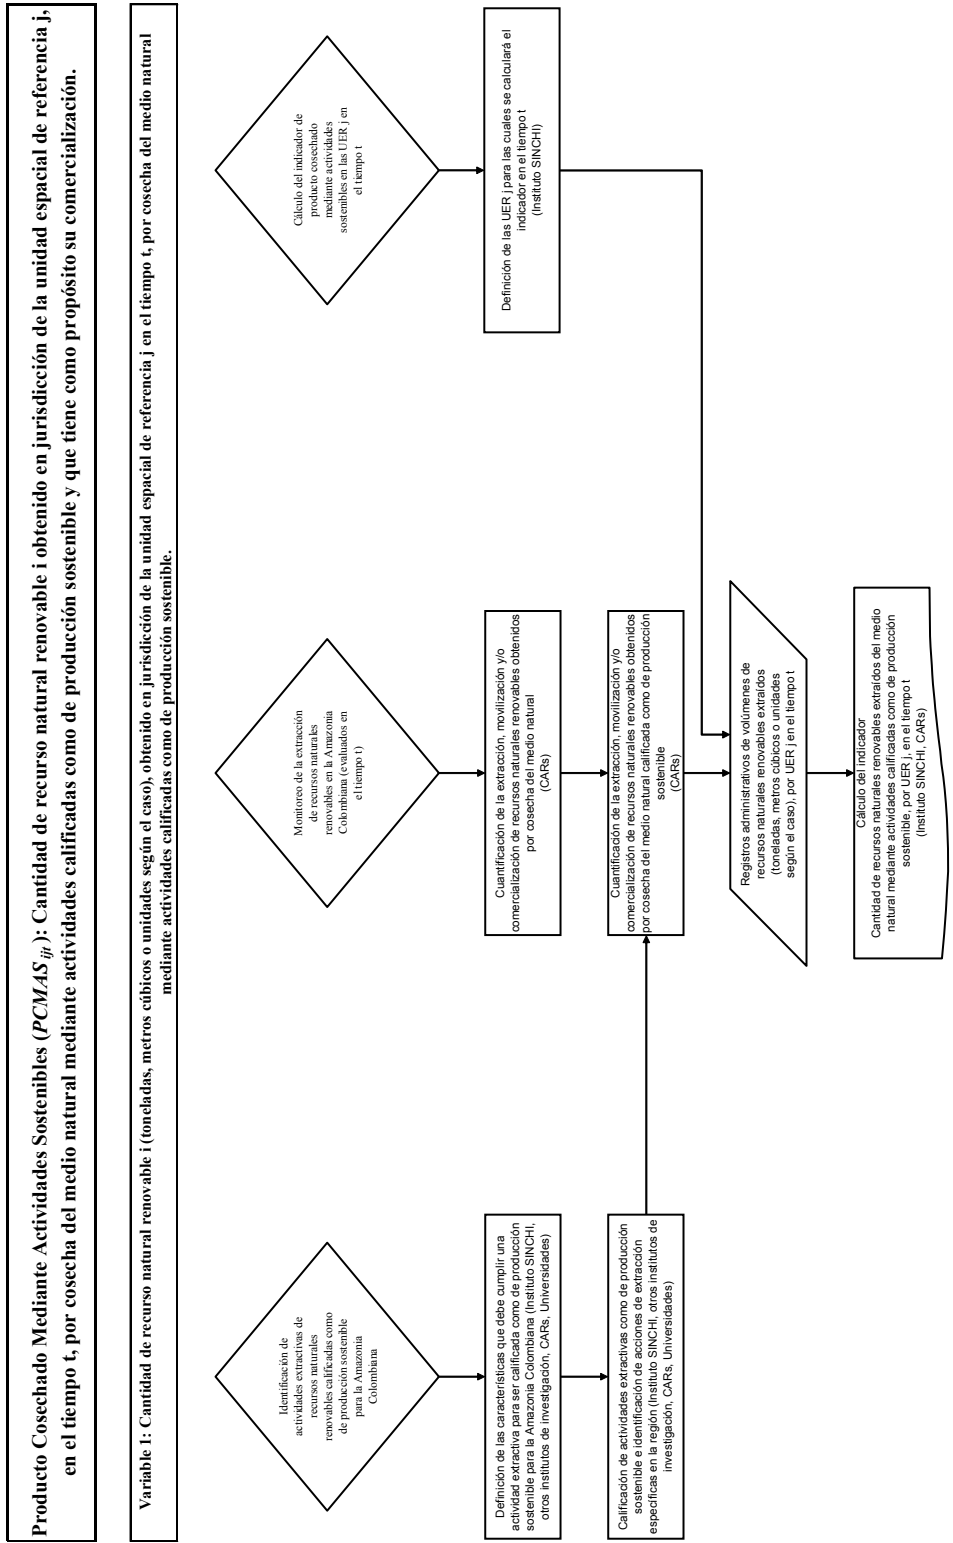 Producto Cosechado Mediante Actividades Sostenibles (PCMAS ijt ): Cantidad de recurso natural renovable i obtenido en jurisdicción de la unidad espacial de referencia j,
en el tiempo t, por cosecha del medio natural mediante actividades calificadas como de producción sostenible y que tiene como propósito su comercialización.
Variable 1: Cantidad de recurso natural renovable i (toneladas, metros cúbicos o unidades según el caso), obtenido en jurisdicción de la unidad espacial de referencia j en el tiempo t, por cosecha del medio natural
mediante actividades calificadas como de producción sostenible.
Identificación de
actividades extractivas de
recursos naturales
renovables calificadas como
de producción sostenible
para la Amazonia
Colombiana
Definición de las características que debe cumplir una
actividad extractiva para ser calificada como de producción
sostenible para la Amazonia Colombiana (Instituto SINCHI,
otros institutos de investigación, CARs, Universidades)
Calificación de actividades extractivas como de producción
sostenible e identificación de acciones de extracción
específicas en la región (Instituto SINCHI, otros institutos de
investigación, CARs, Universidades)
Monitoreo de la extracción
de recursos naturales
renovables en la Amazonia
Colombiana (evaluados en
el tiempo t)
Cuantificación de la extracción, movilización y/o
comercialización de recursos naturales renovables obtenidos
por cosecha del medio natural
(CARs)
Cuantificación de la extracción, movilización y/o
comercialización de recursos naturales renovables obtenidos
por cosecha del medio natural calificada como de producción
sostenible
(CARs)
Registros administrativos de volúmenes de
recursos naturales renovables extraídos
(toneladas, metros cúbicos o unidades
según el caso), por UER j en el tiempo t
Cálculo del indicador
Cantidad de recursos naturales renovables extraídos del medio
natural mediante actividades calificadas como de producción
sostenible, por UER j, en el tiempo t
(Instituto SINCHI, CARs)
Cálculo del indicador de
producto cosechado
mediante actividades
sostenibles en las UER j en
el tiempo t
Definición de las UER j para las cuales se calculará el
indicador en el tiempo t
(Instituto SINCHI)